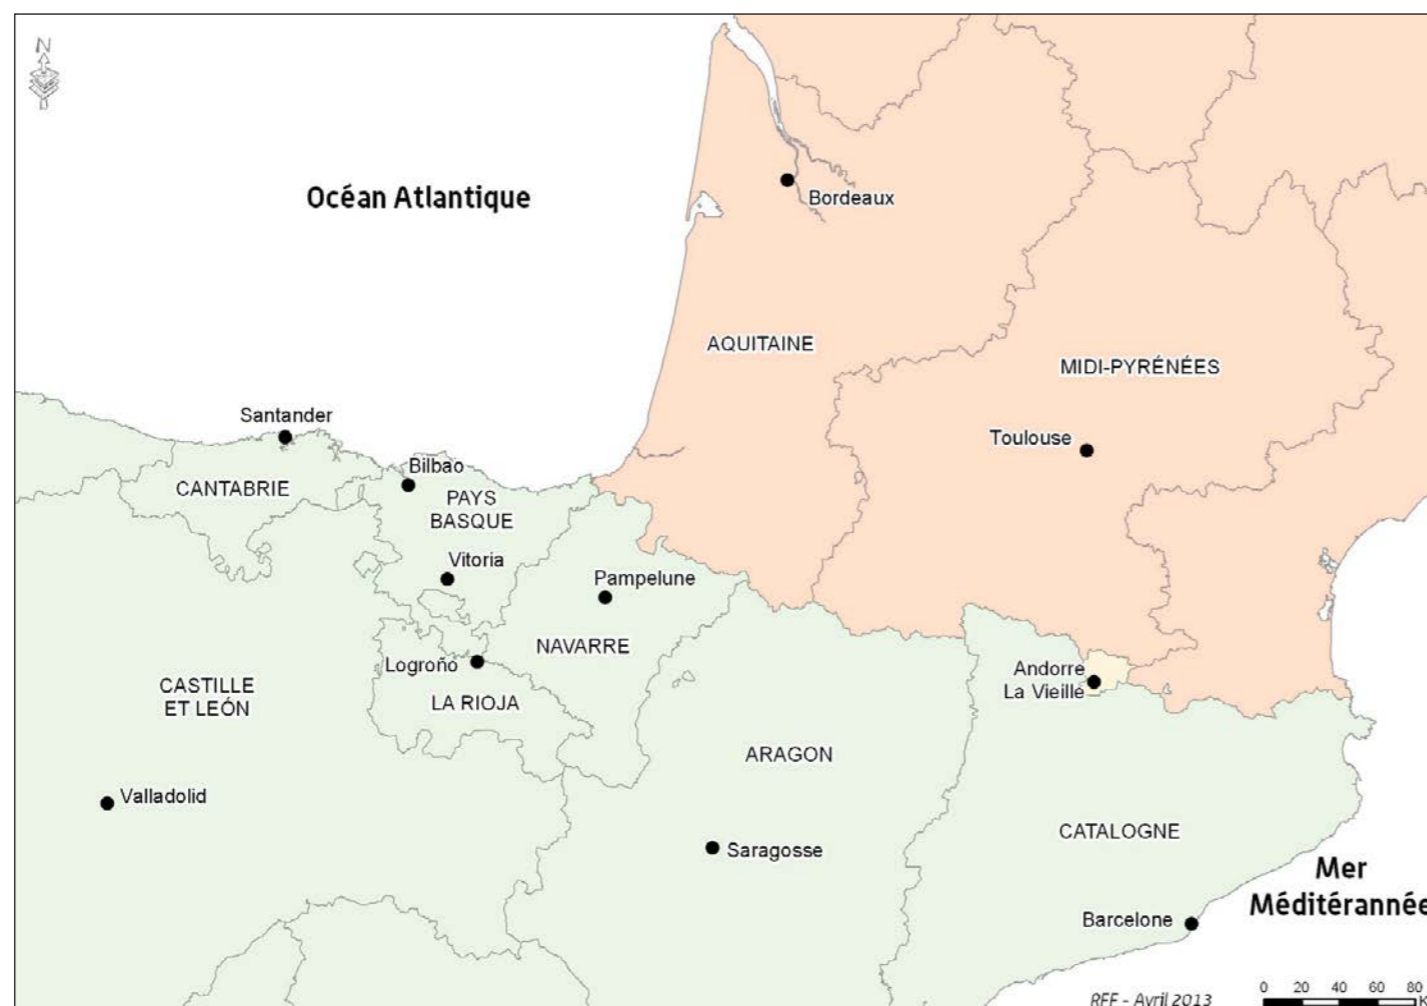 N
Océan Atlantique
Bordeaux
AQUITAINE
MIDI-PYRÉNÉES
Santander
Toulouse
Bilbao
CANTABRIE
PAYS
BASQUE
Vitoria
Pampelune
NAVARRE
Logroño
Andorre
La Vieille
CASTILLE
ET LEÓN
LA RIOJA
ARAGON
Valladolid
CATALOGNE
Saragosse
Mer
Méditérannée
Barcelone
0 20 40 60 80
RFF - Avril 2013